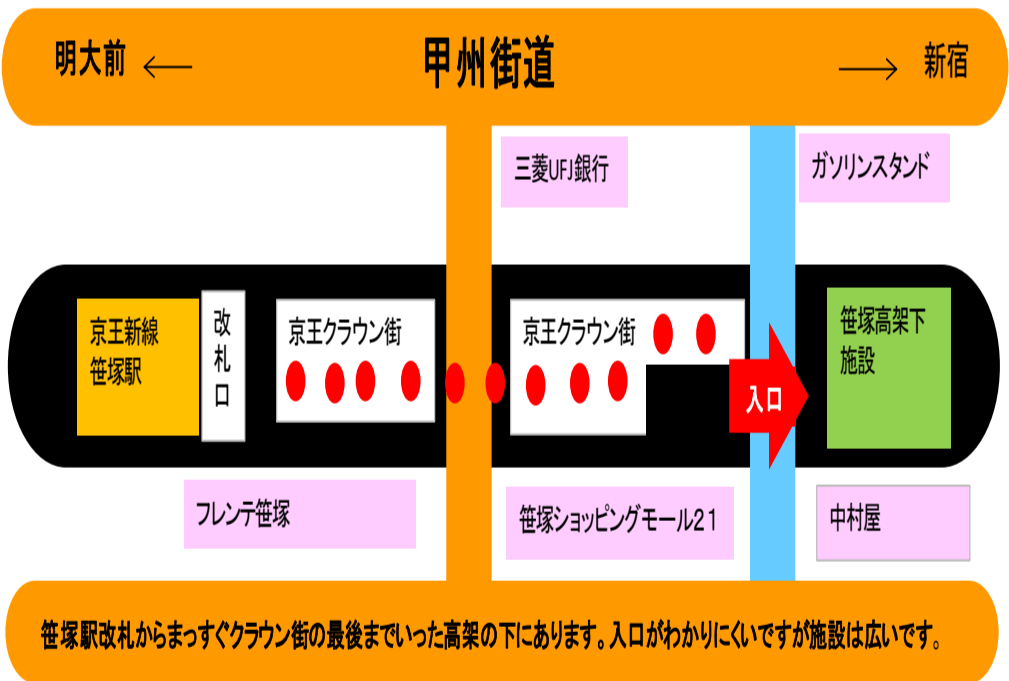 明大前 ← 甲州街道 → 新宿
三菱UFJ銀行
ガソリンスタンド
京王新線
笹塚駅
改
札
口
京王クラウン街
京王クラウン街
入口
笹塚高架下
施設
フレンテ笹塚
笹塚ショッピングモール21
中村屋
笹塚駅改札からまっすぐクラウン街の最後までいった高架の下にあります。入口がわかりにくいですが施設は広いです。